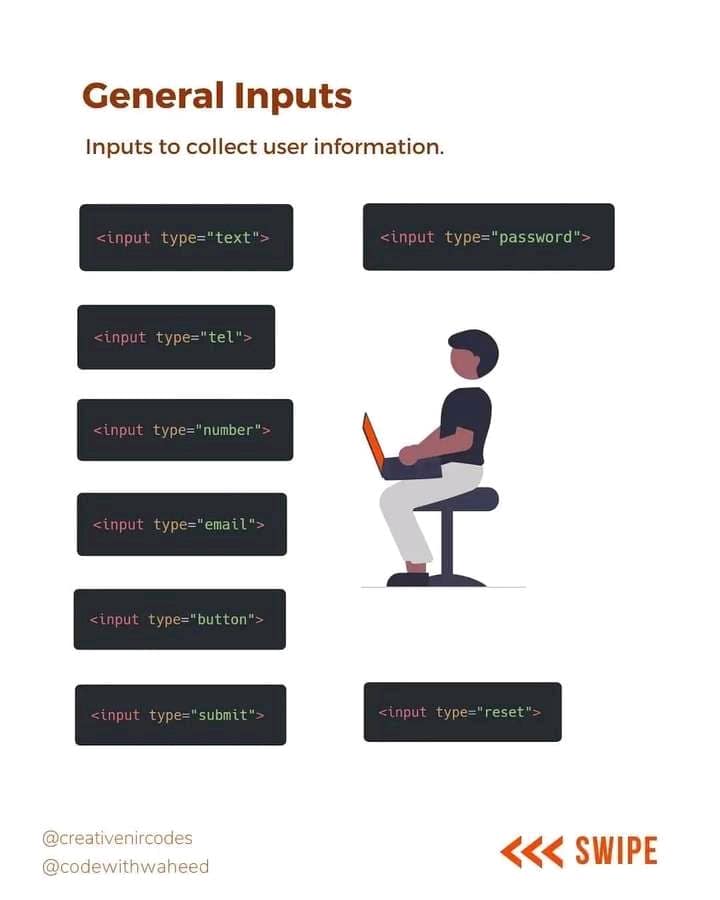 General Inputs
Inputs to collect user information.
<input type="text">
<input type="password">
<input type="tel">
<input type="number">
<input type="email">
<input type="button">
<input type="submit">
<input type="reset">
@creativenircodes
@codewithwaheed
<<< SWIPE